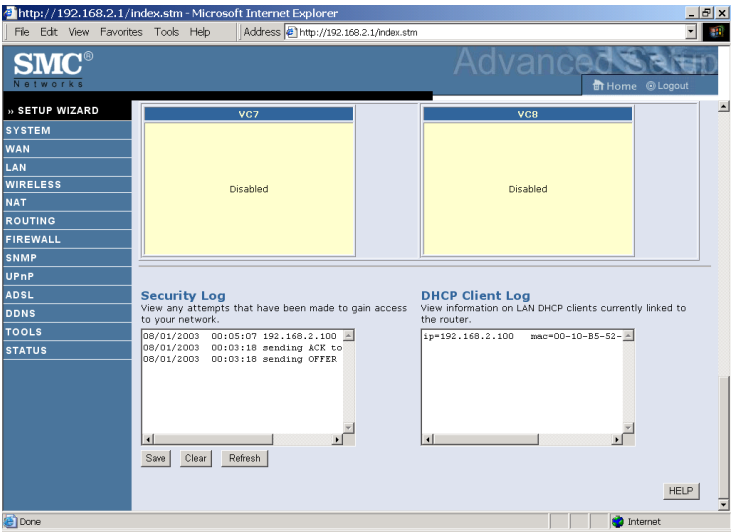 http://192.168.2.1/index.stm - Microsoft Internet Explorer
File Edit View Favorites Tools Help Address http://192.168.2.1/index.stm
SMC®
Networks
Advanced Setup
Home Logout
» SETUP WIZARD
SYSTEM
WAN
LAN
WIRELESS
NAT
ROUTING
FIREWALL
SNMP
UPnP
ADSL
DDNS
TOOLS
STATUS
VC7
Disabled
VC8
Disabled
Security Log
View any attempts that have been made to gain access
to your network.
08/01/2003 00:05:07 192.168.2.100
08/01/2003 00:03:18 sending ACK to
08/01/2003 00:03:18 sending OFFER
Save Clear Refresh
DHCP Client Log
View information on LAN DHCP clients currently linked to
the router.
ip=192.168.2.100 mac=00-10-B5-52-
HELP
Done
Internet